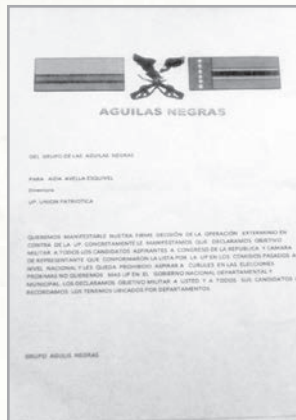 AGUILAS NEGRAS
DEL GRUPO DE LAS AGUILAS NEGRAS
PARA: AIDA AVELLA ESQUIVEL
Directora
UP: UNION PATRIOTICA
QUEREMOS MANIFESTARLE NUETRA FIRME DECISIÓN DE LA OPERACIÓN EXTERMINIO EN
CONTRA DE LA UP. CONCRETAMENTE LE MANIFESTAMOS QUE DECLARAMOS OBJETIVO
MILITAR A TODOS LOS CANDIDATOS ASPIRANTES A CONGRESO DE LA REPUBLICA Y CAMARA
DE REPRESENTANTE QUE CONFORMARON LA LISTA POR LA UP EN LOS COMISIOS PASADOS A
NIVEL NACIONAL Y LES QUEDA PROHIBIDO ASPIRAR A CURULES EN LAS ELECCIONES
PROXIMAS NO QUEREMOS MAS UP EN EL GOBIERNO NACIONAL DEPARTAMENTAL Y
MUNICIPAL. LOS DECLARAMOS OBJETIVO MILITAR A USTED Y A TODOS SUS CANDIDATOS
RECORDAMOS LOS TENEMOS UBICADOS POR DEPARTAMENTOS
GRUPO AGUILAS NEGRAS